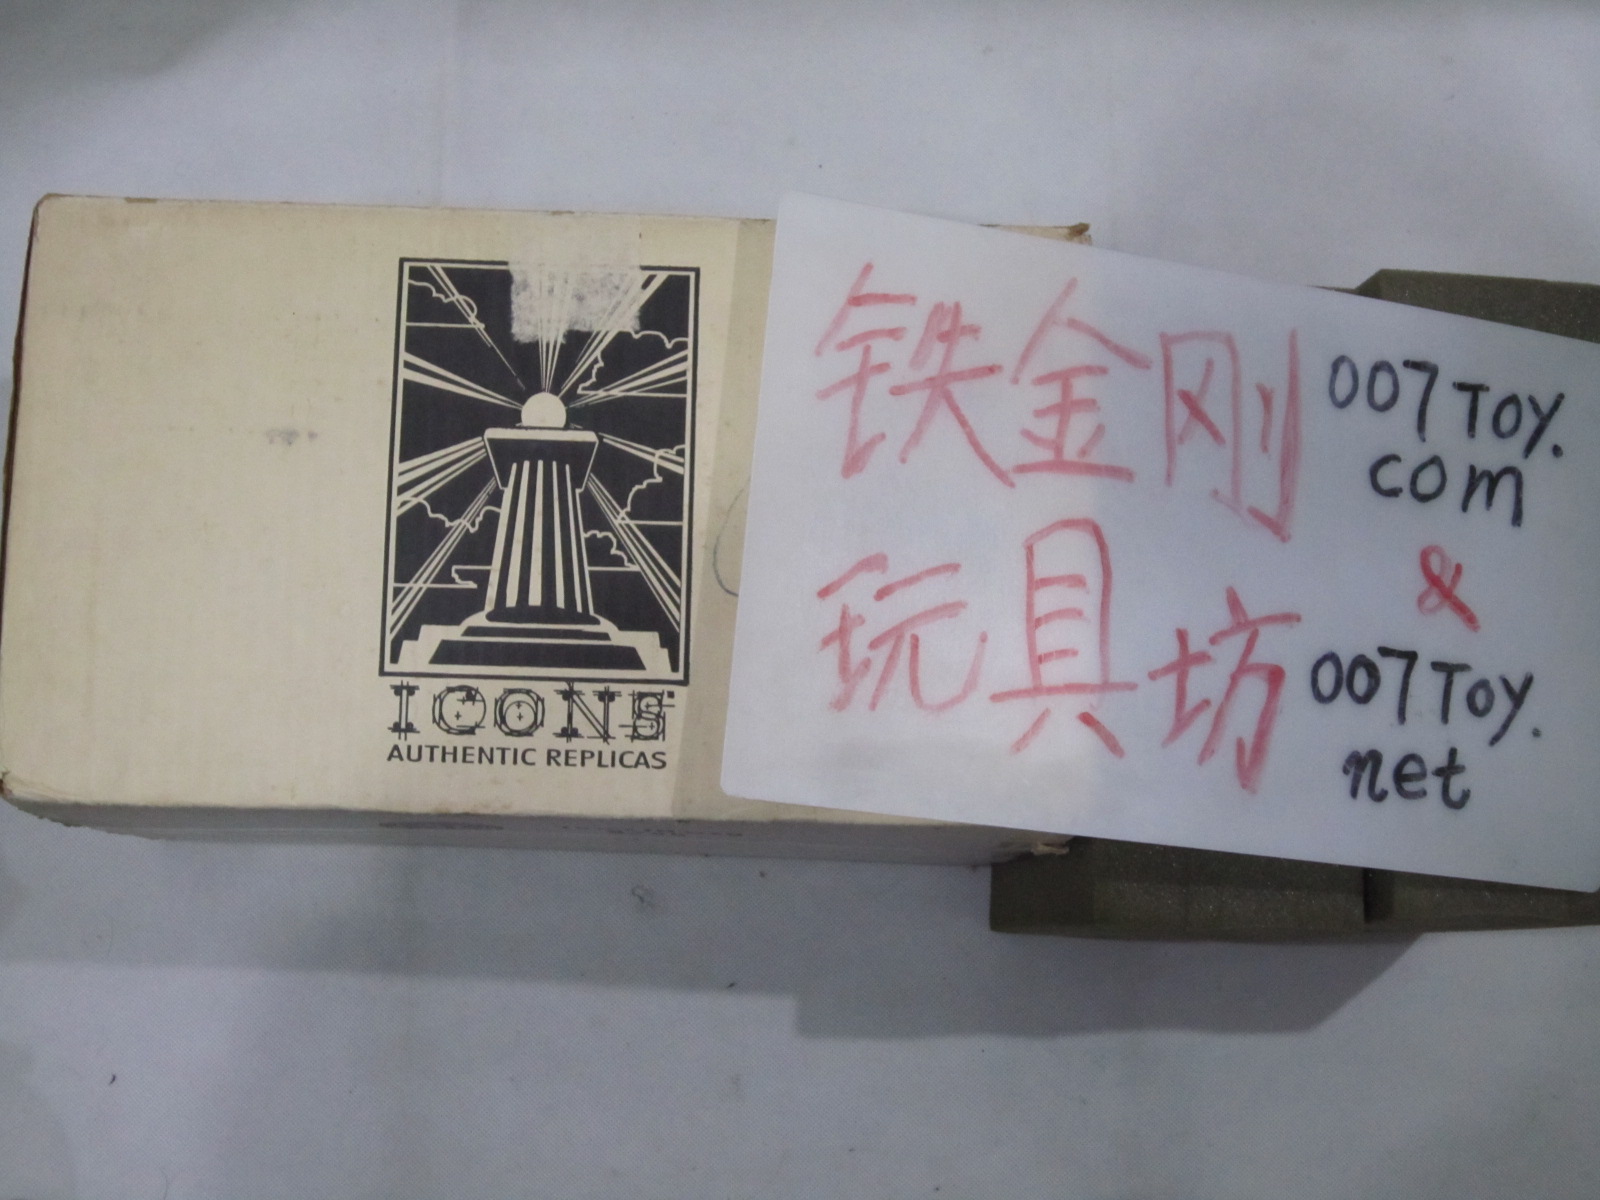 ICONS
AUTHENTIC REPLICAS
铁金刚
玩具坊
007Toy.
com
&
007Toy.
net